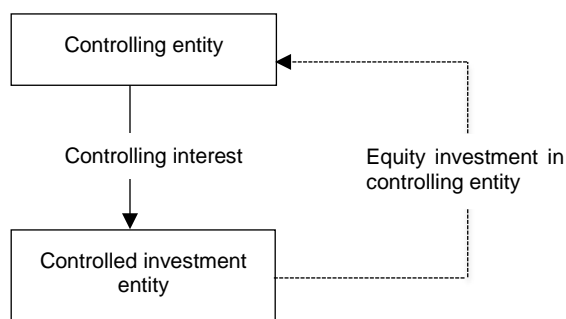 Controlling entity
Controlling interest
Equity investment in
controlling entity
Controlled investment
entity